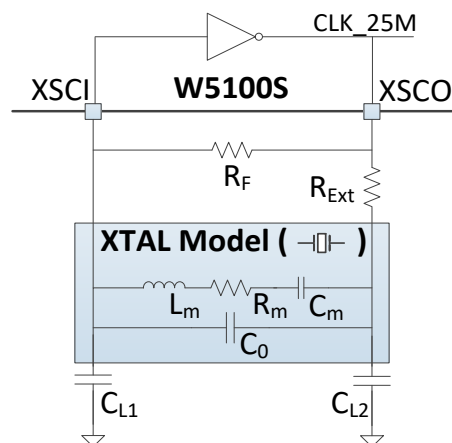 CLK_25M
XSCI W5100S XSCO
RF
RExt
XTAL Model ( )
Lm Rm Cm
C0
CL1 CL2